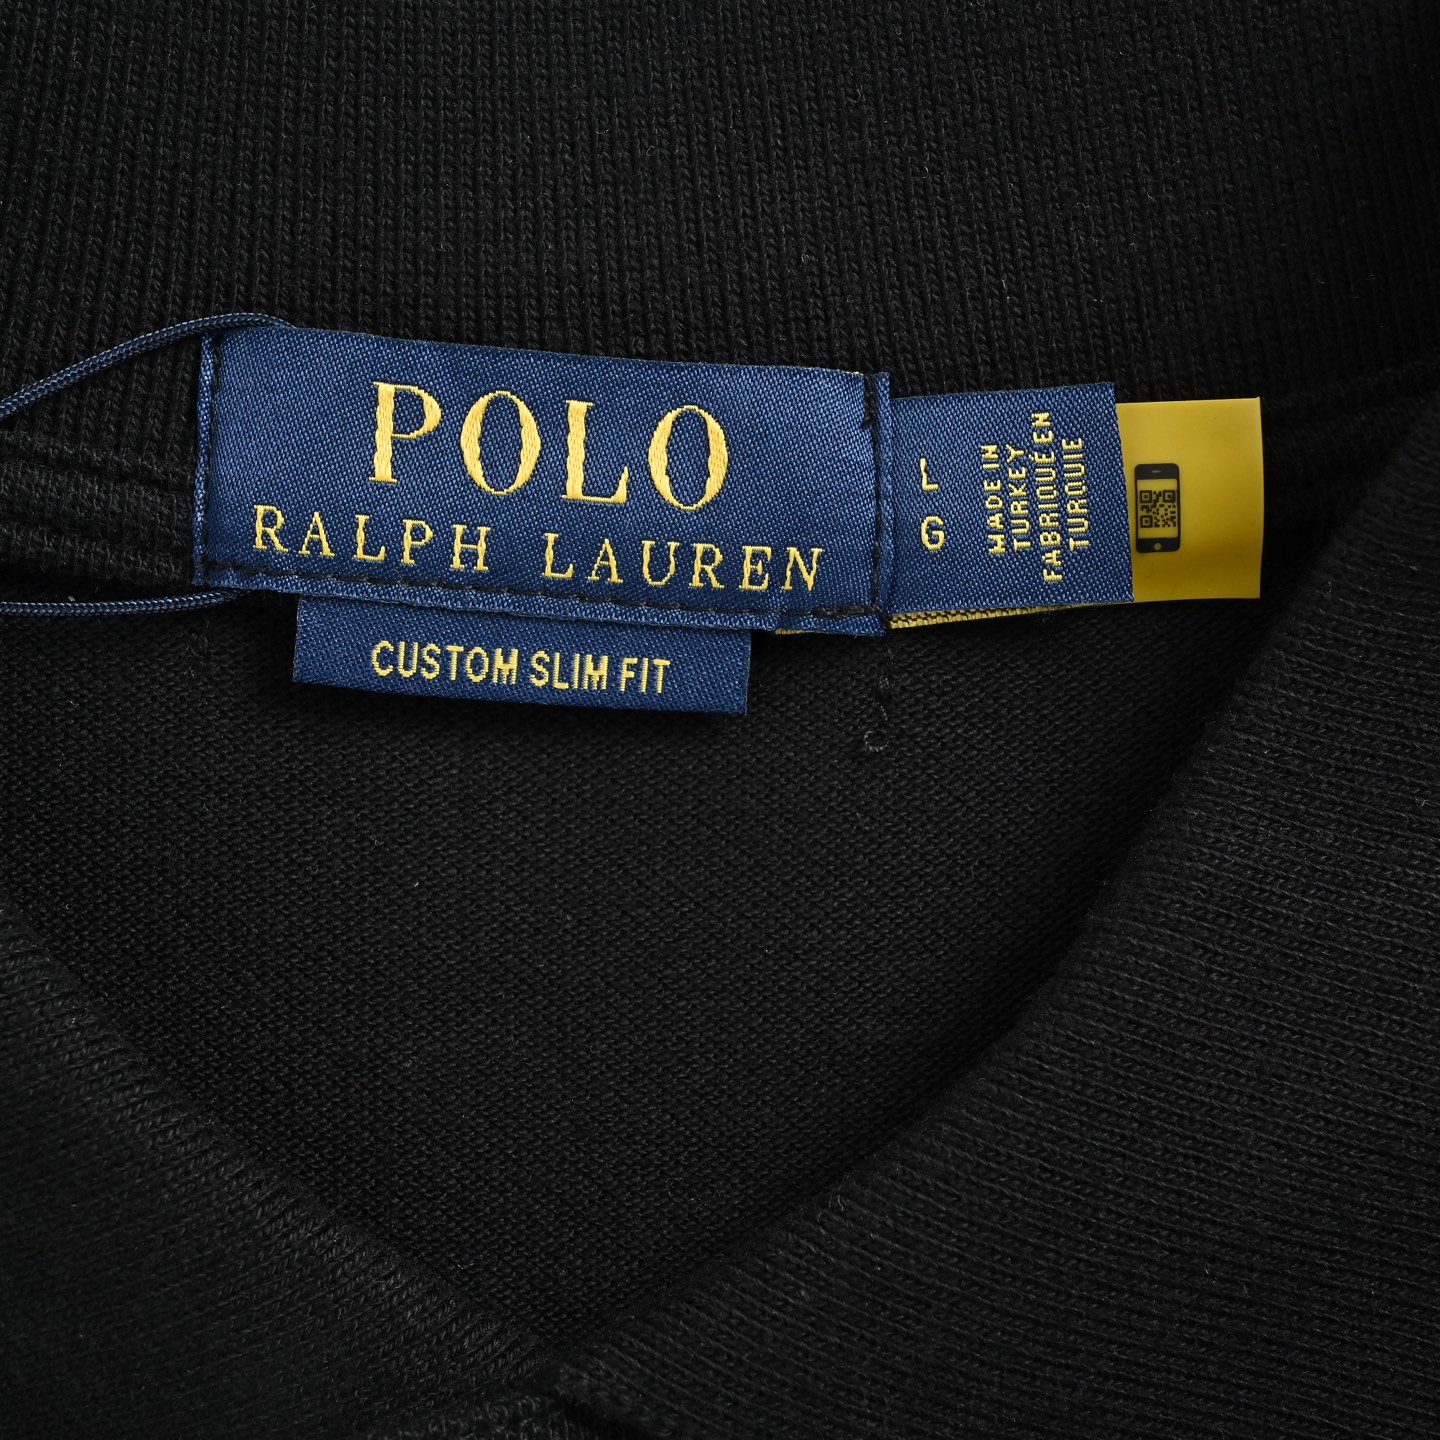 POLO
RALPH LAUREN
CUSTOM SLIM FIT
L
G
MADE IN
TURKEY
FABRIQUÉ EN
TURQUIE